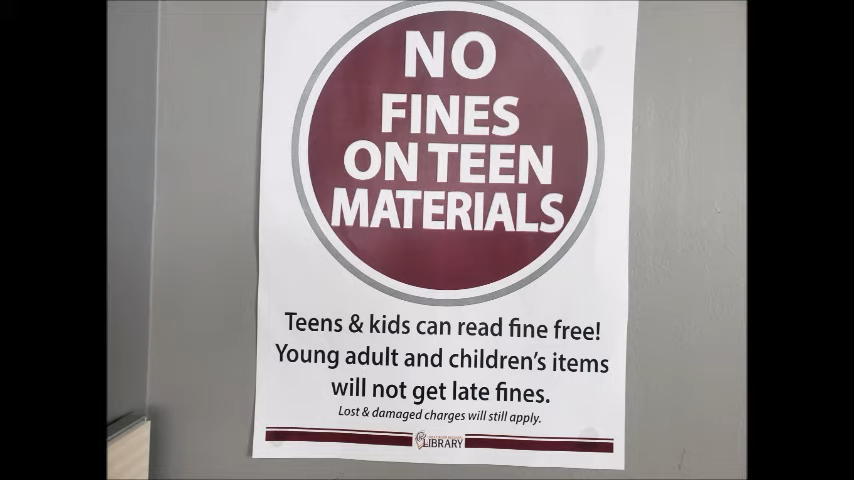 NO
FINES
ON TEEN
MATERIALS
Teens & kids can read fine free!
Young adult and children's items
will not get late fines.
Lost & damaged charges will still apply.
LIBRARY